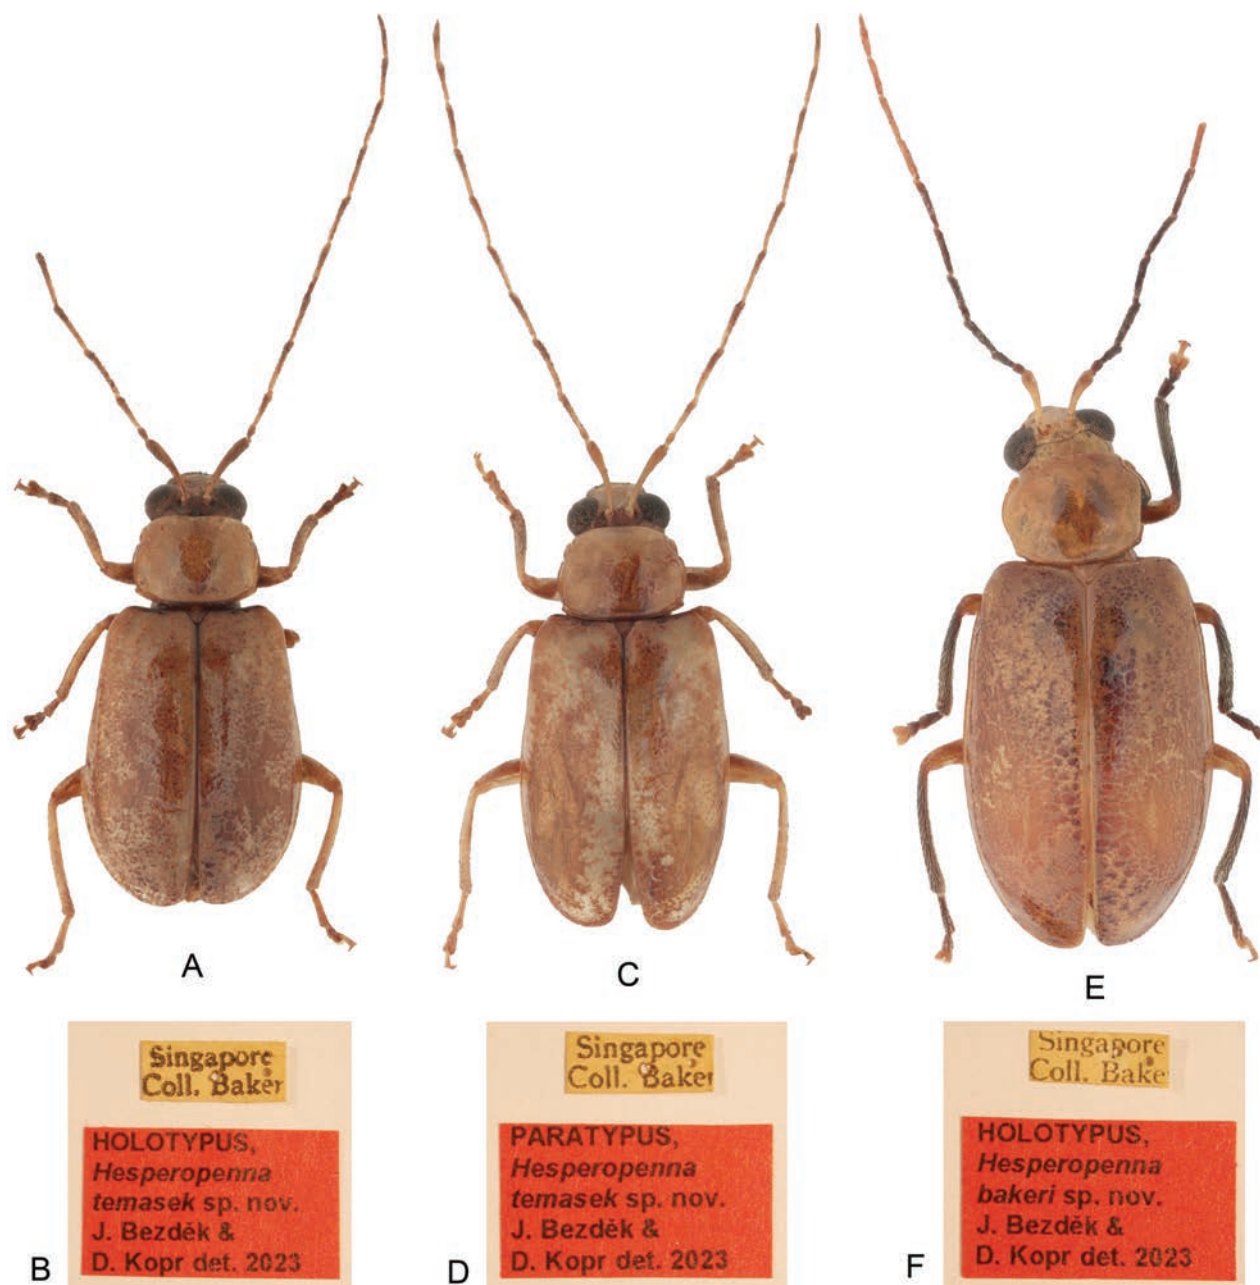 A
C
E
Singapore
Coll. Baker
HOLOTYPUS,
Hesperopenna
temasek sp. nov.
J. Bezděk &
D. Kopr det. 2023
B
Singapore
Coll. Baker
PARATYPUS,
Hesperopenna
temasek sp. nov.
J. Bezděk &
D. Kopr det. 2023
D
Singapore
Coll. Bake
HOLOTYPUS,
Hesperopenna
bakeri sp. nov.
J. Bezděk &
D. Kopr det. 2023
F